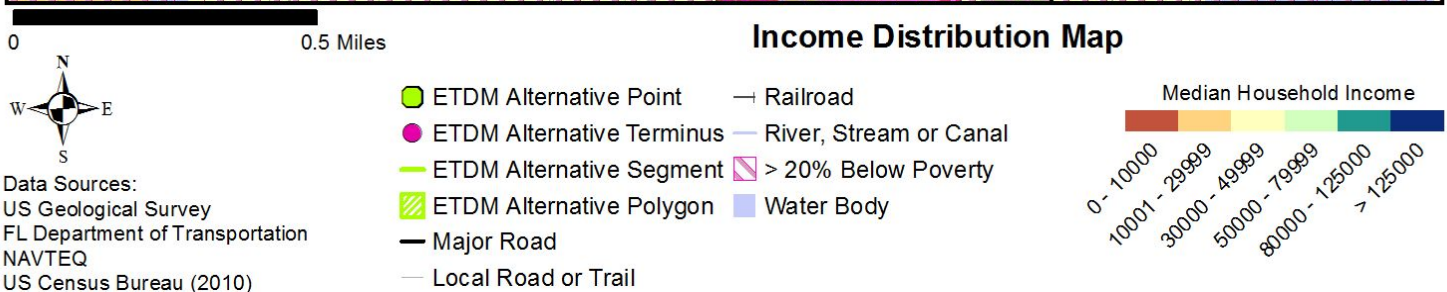 0 0.5 Miles
Income Distribution Map
N
W E
S
Data Sources:
US Geological Survey
FL Department of Transportation
NAVTEQ
US Census Bureau (2010)
ETDM Alternative Point
ETDM Alternative Terminus
ETDM Alternative Segment
ETDM Alternative Polygon
Major Road
Local Road or Trail
Railroad
River, Stream or Canal
> 20% Below Poverty
Water Body
Median Household Income
0 - 10000
10001 - 29999
30000 - 49999
50000 - 79999
80000 - 125000
> 125000